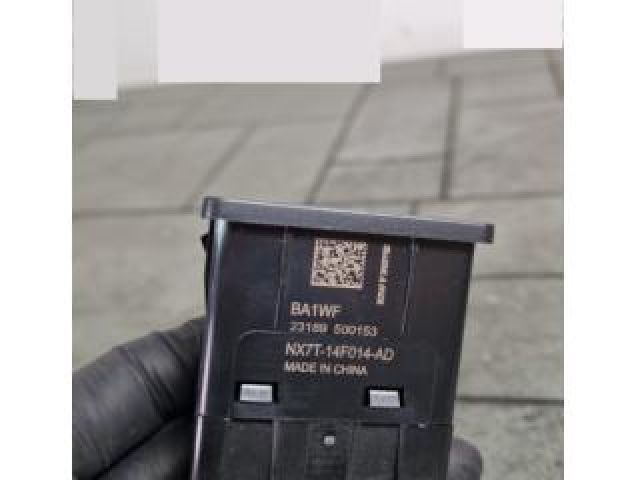 BA1WF
23189 500153
NX7T-14F014-AD
MADE IN CHINA